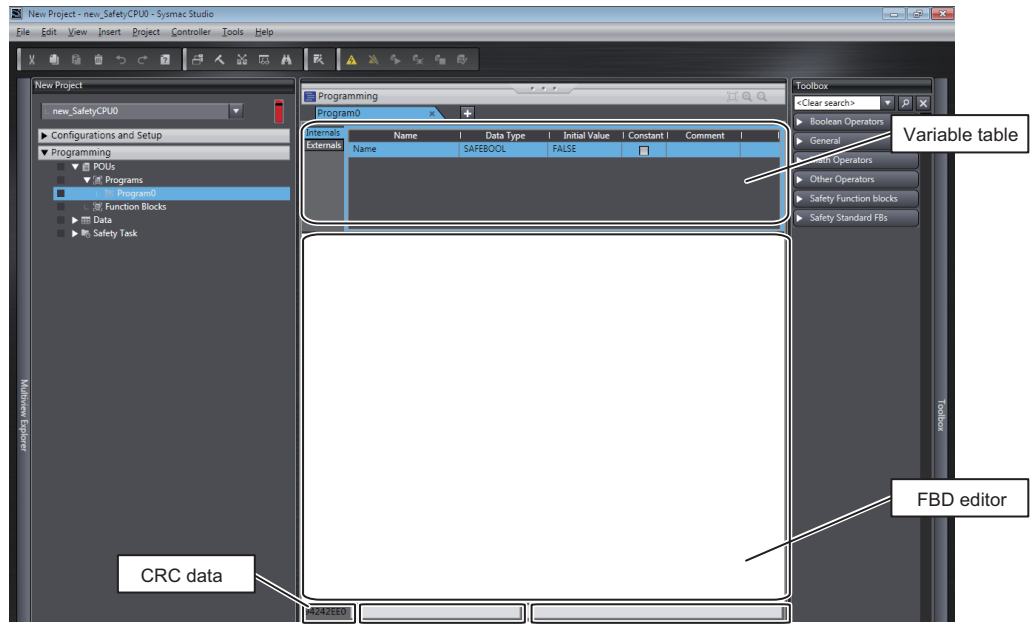 New Project - new_SafetyCPU0 - Sysmac Studio
File Edit View Insert Project Controller Tools Help
New Project
new_SafetyCPU0
Configurations and Setup
Programming
POUs
Programs
Program0
Function Blocks
Data
Safety Task
Multiview Explorer
Programming
Program0
Internals
Externals
Name Data Type Initial Value Constant Comment
Name SAFEBOOL FALSE
Toolbox
<Clear search>
Boolean Operators
General
Math Operators
Other Operators
Safety Function blocks
Safety Standard FBs
Toolbox
Variable table
FBD editor
CRC data
4242EE0